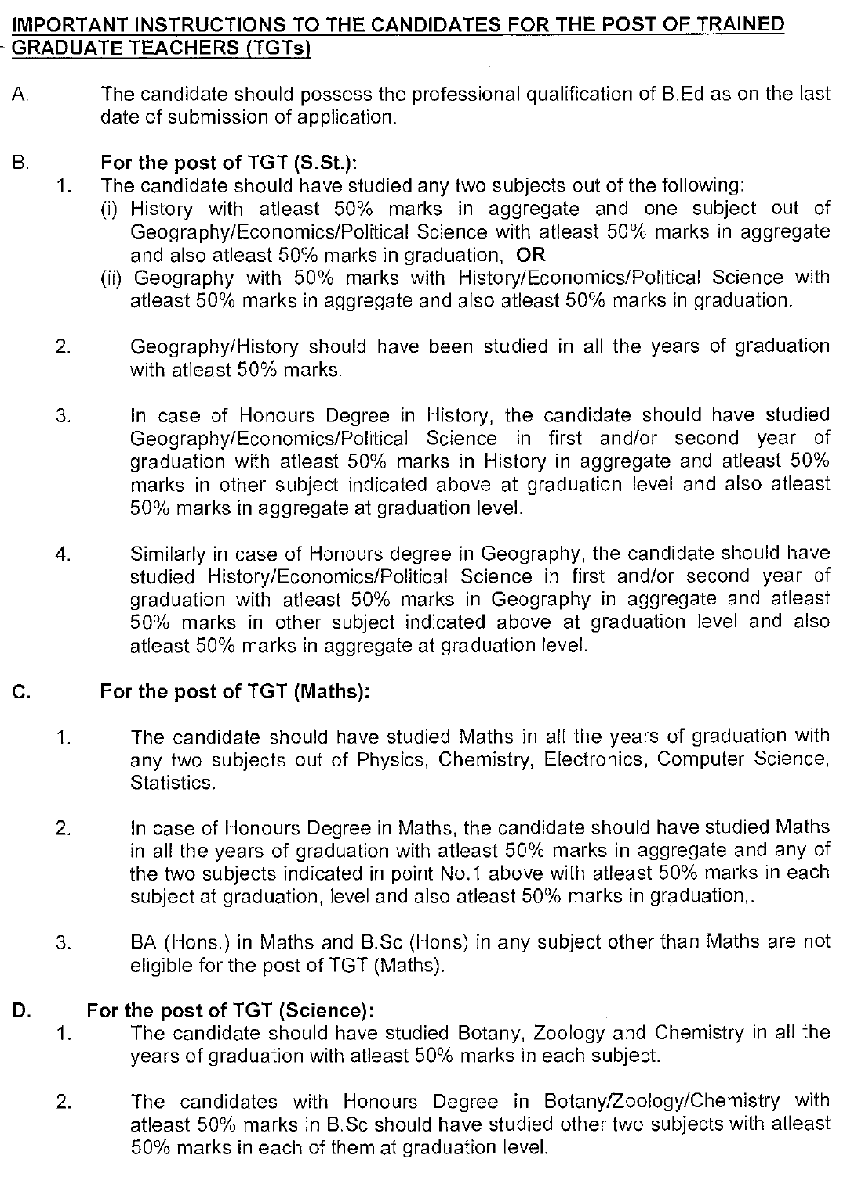 IMPORTANT INSTRUCTIONS TO THE CANDIDATES FOR THE POST OF TRAINED
GRADUATE TEACHERS (TGTs)
A. The candidate should possess the professional qualification of B.Ed as on the last
date of submission of application.
B. For the post of TGT (S.St.):
1. The candidate should have studied any two subjects out of the following:
(i) History with atleast 50% marks in aggregate and one subject out of
Geography/Economics/Political Science with atleast 50% marks in aggregate
and also atleast 50% marks in graduation, OR
(ii) Geography with 50% marks with History/Economics/Political Science with
atleast 50% marks in aggregate and also atleast 50% marks in graduation.
2. Geography/History should have been studied in all the years of graduation
with atleast 50% marks.
3. In case of Honours Degree in History, the candidate should have studied
Geography/Economics/Political Science in first and/or second year of
graduation with atleast 50% marks in History in aggregate and atleast 50%
marks in other subject indicated above at graduation level and also atleast
50% marks in aggregate at graduation level.
4. Similarly in case of Honours degree in Geography, the candidate should have
studied History/Economics/Political Science in first and/or second year of
graduation with atleast 50% marks in Geography in aggregate and atleast
50% marks in other subject indicated above at graduation level and also
atleast 50% marks in aggregate at graduation level.
C. For the post of TGT (Maths):
1. The candidate should have studied Maths in all the years of graduation with
any two subjects out of Physics, Chemistry, Electronics, Computer Science,
Statistics.
2. In case of Honours Degree in Maths, the candidate should have studied Maths
in all the years of graduation with atleast 50% marks in aggregate and any of
the two subjects indicated in point No.1 above with atleast 50% marks in each
subject at graduation, level and also atleast 50% marks in graduation,.
3. BA (Hons.) in Maths and B.Sc (Hons) in any subject other than Maths are not
eligible for the post of TGT (Maths).
D. For the post of TGT (Science):
1. The candidate should have studied Botany, Zoology and Chemistry in all the
years of graduation with atleast 50% marks in each subject.
2. The candidates with Honours Degree in Botany/Zoology/Chemistry with
atleast 50% marks in B.Sc should have studied other two subjects with atleast
50% marks in each of them at graduation level.